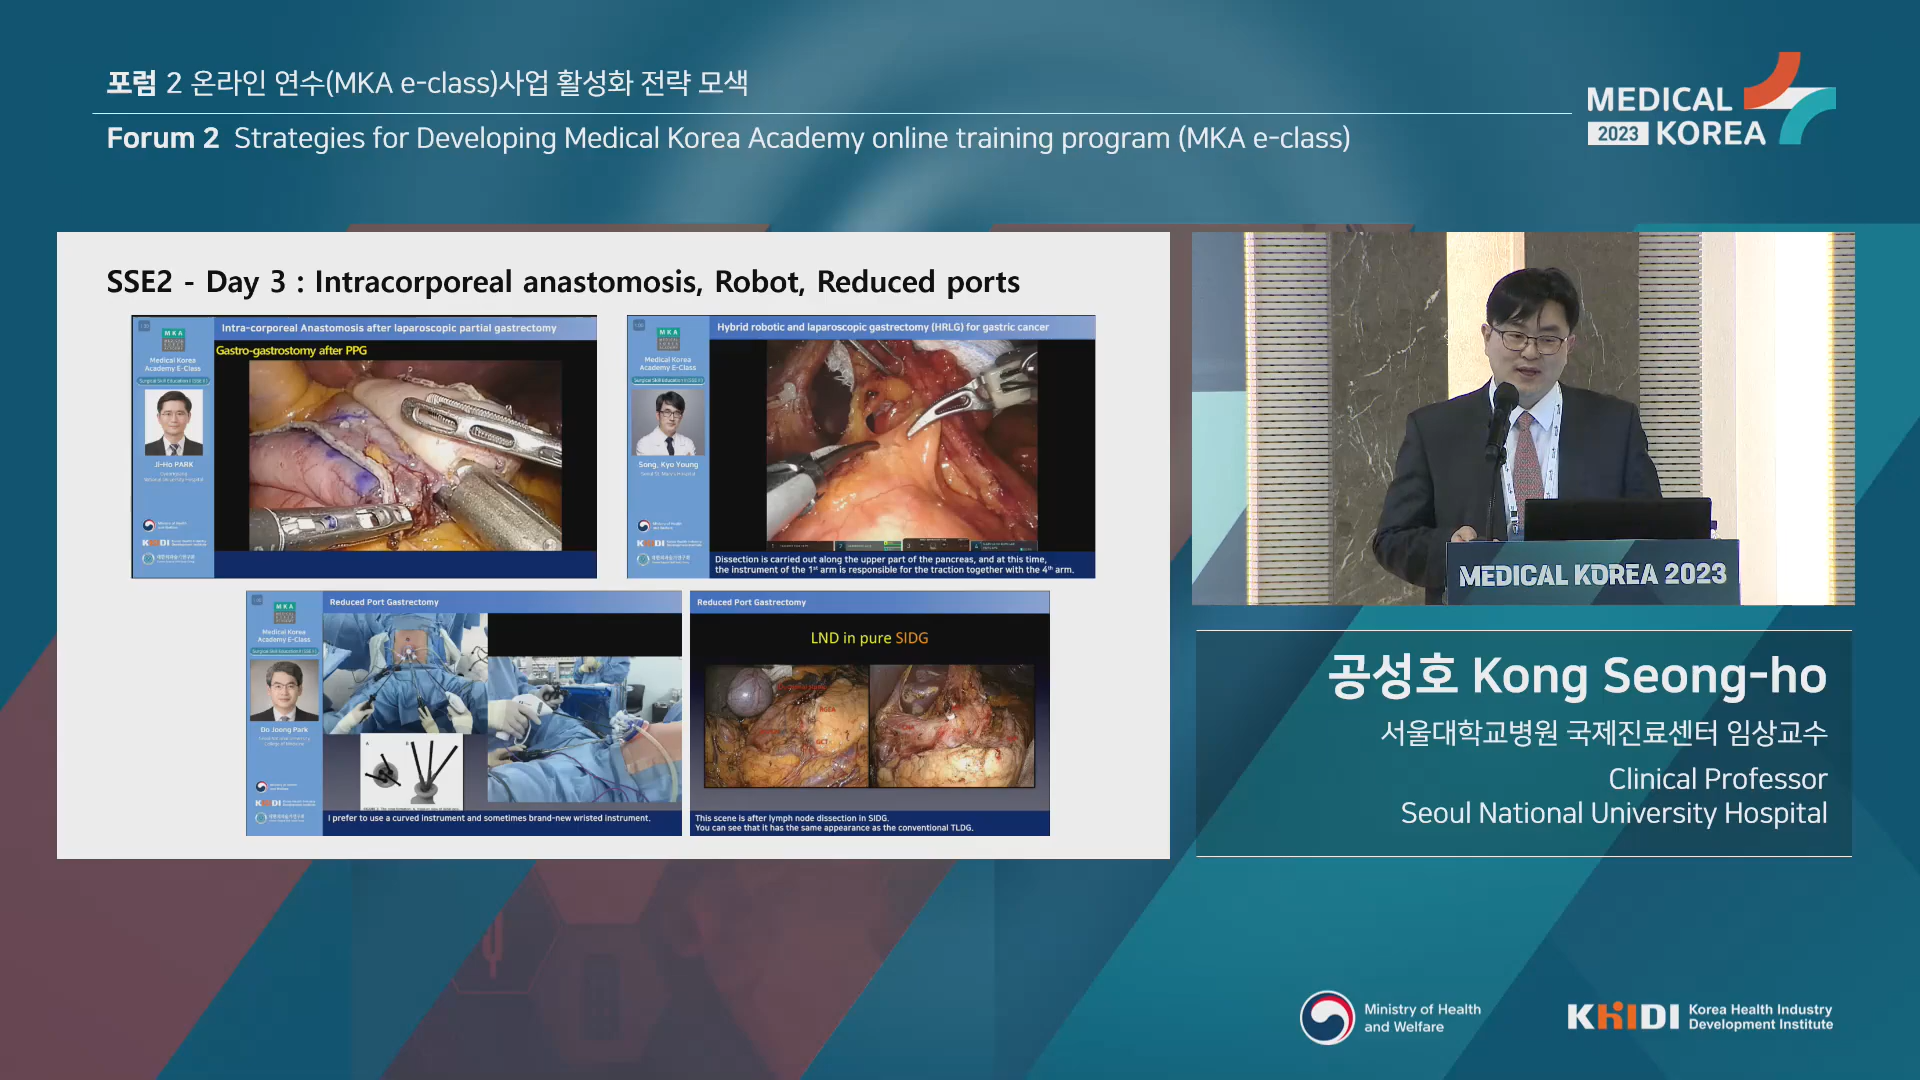 포럼 2 온라인 연수(MKA e-class)사업 활성화 전략 모색
Forum 2 Strategies for Developing Medical Korea Academy online training program (MKA e-class)
MEDICAL
2023 KOREA
SSE2 - Day 3 : Intracorporeal anastomosis, Robot, Reduced ports
MKA
Medical Korea
Academy E-Class
Ji-Ho PARK
National University Hospital
Intra-corporeal Anastomosis after laparoscopic partial gastrectomy
Gastro-gastrostomy after PPG
MKA
Medical Korea
Academy E-Class
Song, Kyo Young
Hybrid robotic and laparoscopic gastrectomy (HRLG) for gastric cancer
Dissection is carried out along the upper part of the pancreas, and at this time,
the instrument of the 1st arm is responsible for the traction together with the 4th arm.
MKA
Medical Korea
Academy E-Class
Do Joong Park
Reduced Port Gastrectomy
I prefer to use a curved instrument and sometimes brand-new wristed instrument.
Reduced Port Gastrectomy
LND in pure SIDG
This scene is after lymph node dissection in SIDG.
You can see that it has the same appearance as the conventional TLDG.
MEDICAL KOREA 2023
공성호 Kong Seong-ho
서울대학교병원 국제진료센터 임상교수
Clinical Professor
Seoul National University Hospital
Ministry of Health
and Welfare
KHIDI
Korea Health Industry
Development Institute